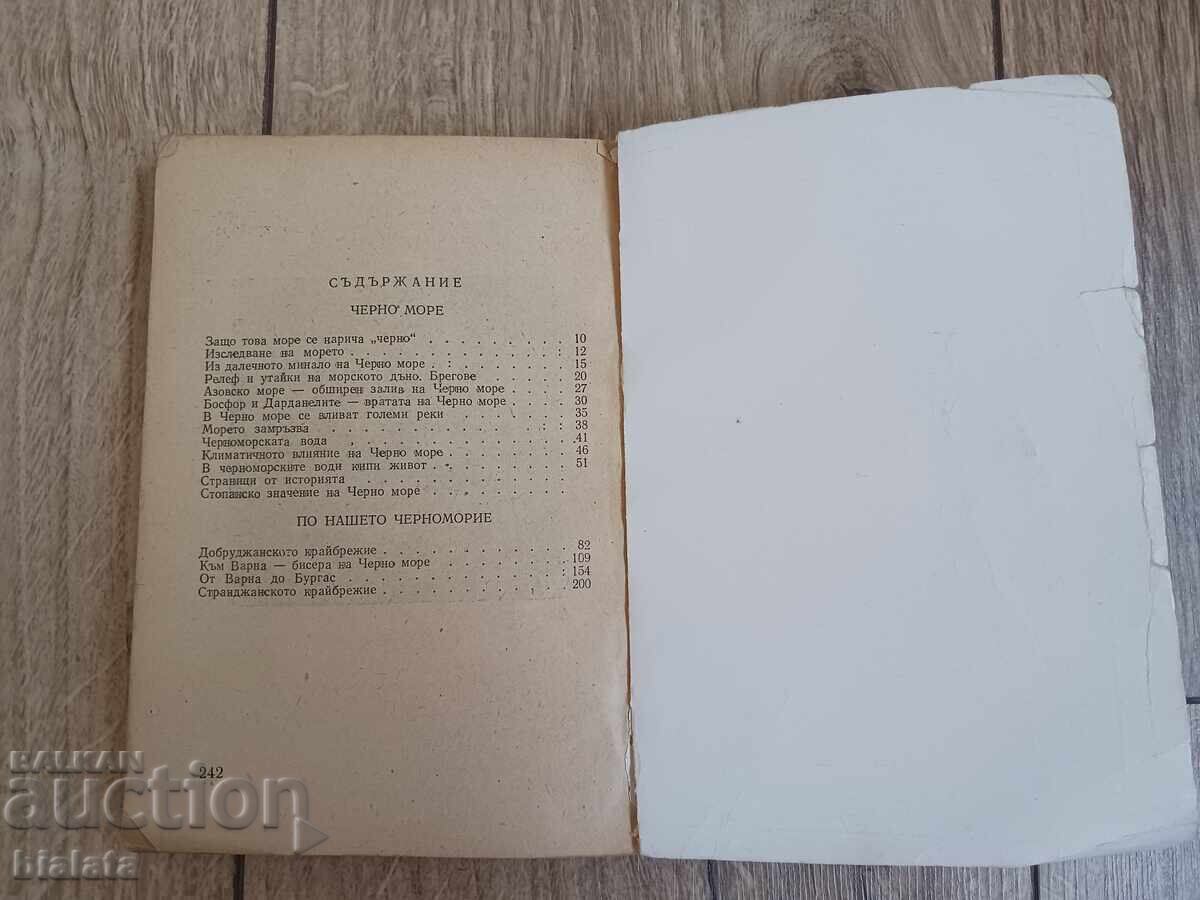 СЪДЪРЖАНИЕ
ЧЕРНО МОРЕ
Защо това море се нарича „черно“ . . . . . . . 10
Изследване на морето . . . . . . . . . . . 12
Из далечното минало на Черно море . . . . . . 15
Релеф и утайки на морското дъно. Брегове . . . . 20
Азовско море — обширен залив на Черно море . . . 27
Босфор и Дарданелите — вратата на Черно море . . . 30
В Черно море се вливат големи реки . . . . . . 35
Морето замръзва . . . . . . . . . . . . 38
Черноморската вода . . . . . . . . . . . 41
Климатичното влияние на Черно море . . . . . . 46
В черноморските води кипи живот . . . . . . . 51
Страници от историята . . . . . . . . . .
Стопанско значение на Черно море . . . . . . .
ПО НАШЕТО ЧЕРНОМОРИЕ
Добруджанското крайбрежие . . . . . . . . . 82
Към Варна — бисера на Черно море . . . . . . . 109
От Варна до Бургас . . . . . . . . . . . 154
Странджанското крайбрежие . . . . . . . . . 200
242
BALKAN
auction
bjalata